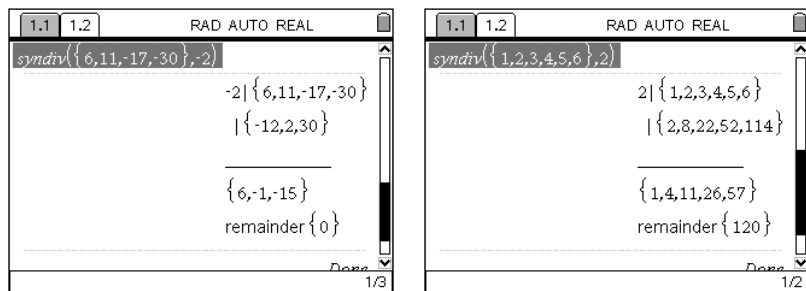 1.1 1.2 RAD AUTO REAL
syndiv({6,11,-17,-30},-2)
-2|{6,11,-17,-30}
|{-12,2,30}
{6,-1,-15}
remainder{0}
Done
1/3
1.1 1.2 RAD AUTO REAL
syndiv({1,2,3,4,5,6},2)
2|{1,2,3,4,5,6}
|{2,8,22,52,114}
{1,4,11,26,57}
remainder{120}
Done
1/2